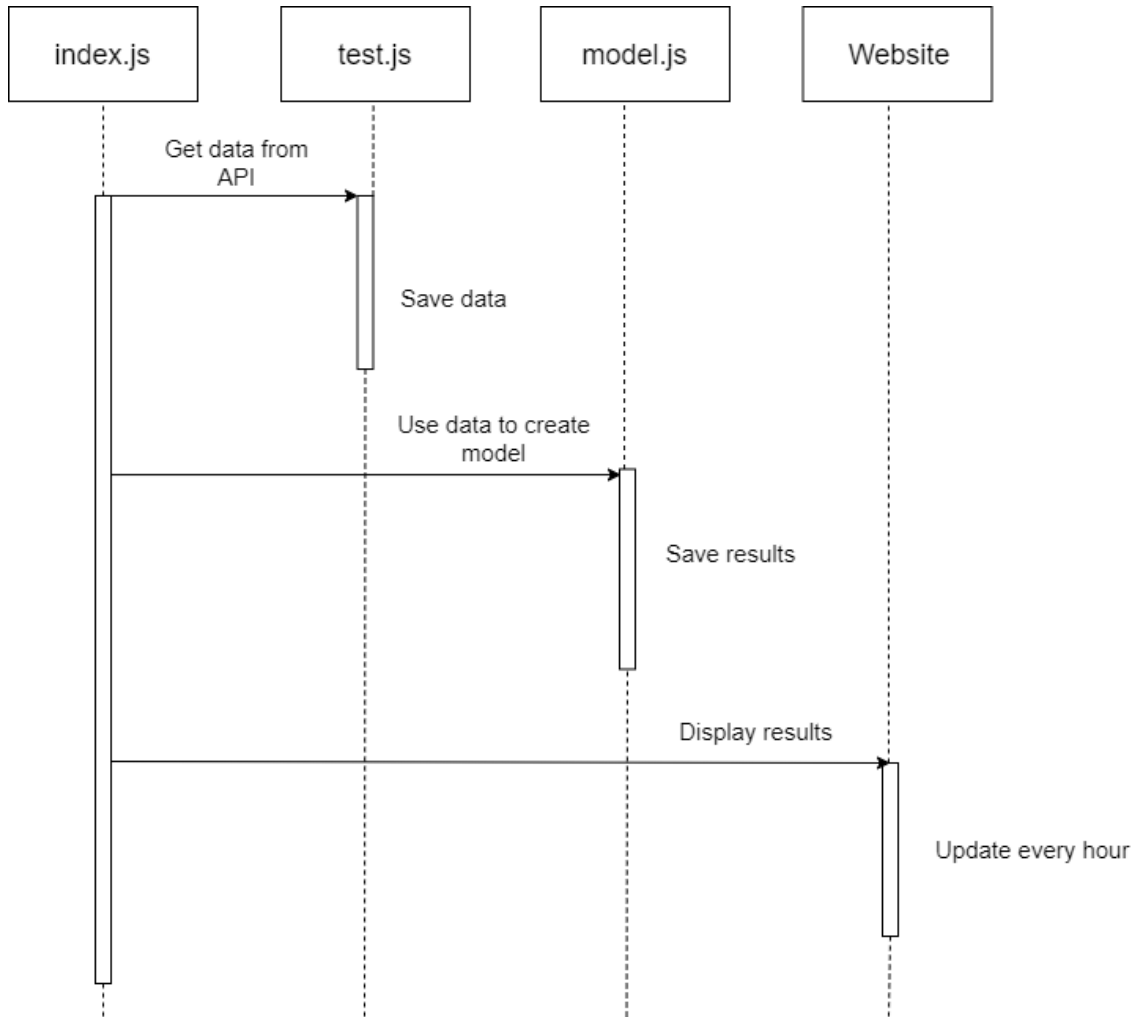 index.js
test.js
model.js
Website
Get data from
API
Save data
Use data to create
model
Save results
Display results
Update every hour